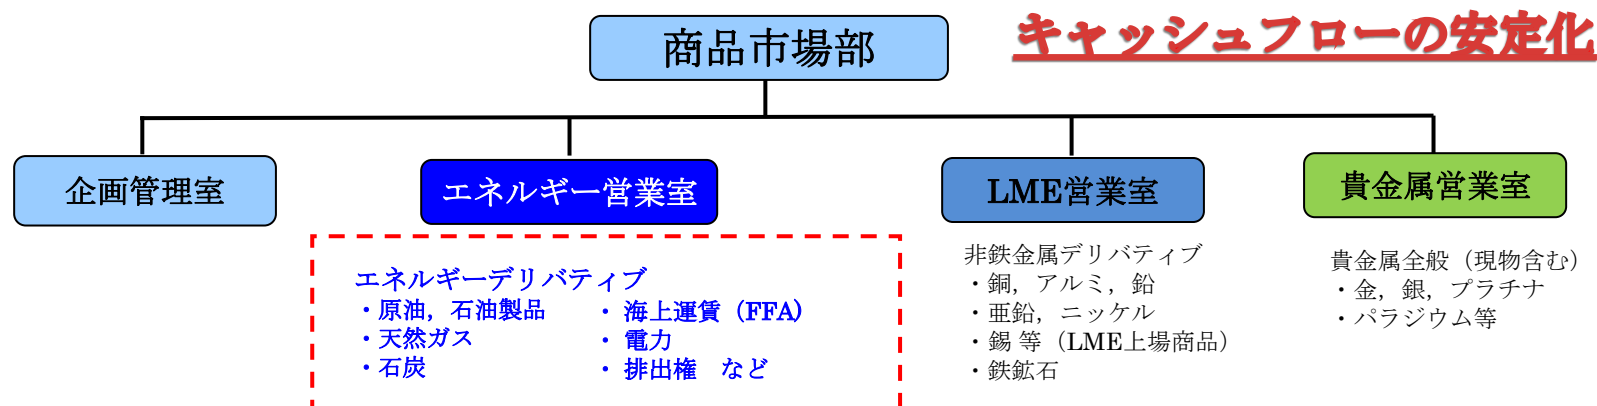 商品市場部
キャッシュフローの安定化
企画管理室
エネルギー営業室
LME営業室
貴金属営業室
エネルギーデリバティブ
・原油，石油製品
・天然ガス
・石炭
・ 海上運賃（FFA）
・ 電力
・ 排出権　など
非鉄金属デリバティブ
・銅，アルミ，鉛
・亜鉛，ニッケル
・錫 等（LME上場商品）
・鉄鉱石
貴金属全般（現物含む）
・金，銀，プラチナ
・パラジウム等